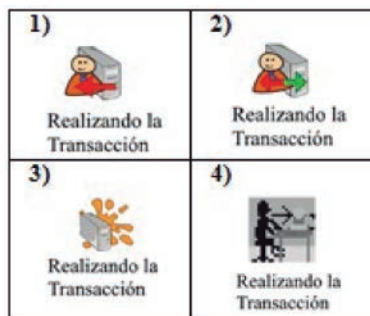 1)
Realizando la
Transacción
2)
Realizando la
Transacción
3)
Realizando la
Transacción
4)
Realizando la
Transacción